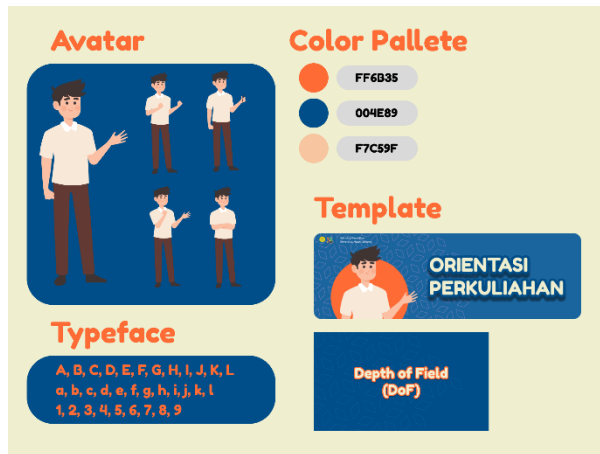 Avatar
Color Pallete
FF6B35
004E89
F7C59F
Template
ORIENTASI
PERKULIAHAN
Typeface
A, B, C, D, E, F, G, H, I, J, K, L
a, b, c, d, e, f, g, h, i, j, k, l
1, 2, 3, 4, 5, 6, 7, 8, 9
Depth of Field
(DoF)